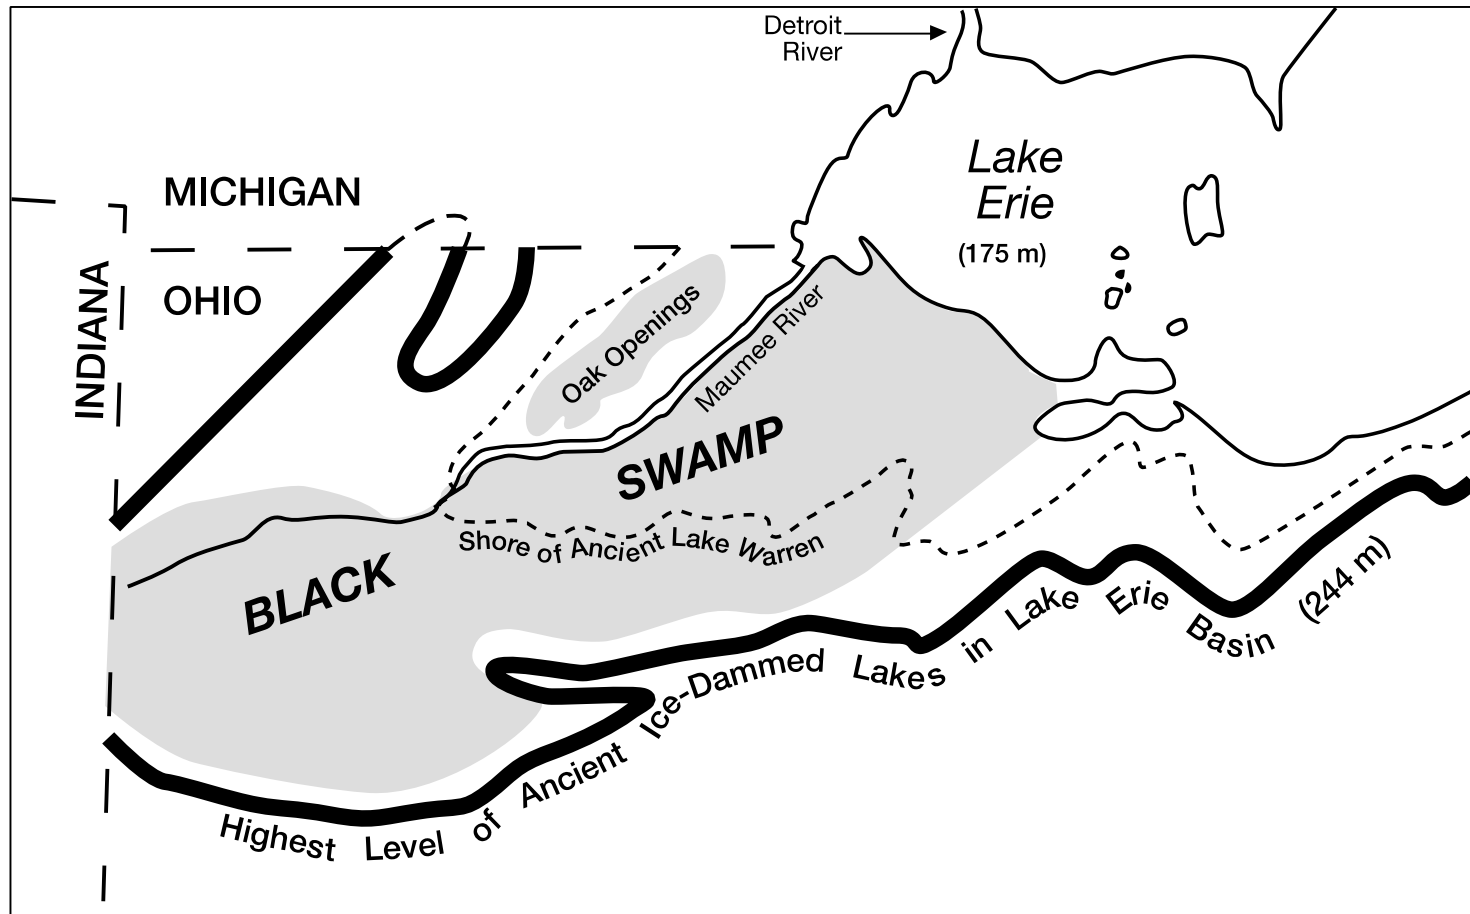 Detroit
River
Lake
Erie
(175 m)
MICHIGAN
OHIO
INDIANA
Oak Openings
Maumee River
SWAMP
Shore of Ancient Lake Warren
BLACK
Highest Level of Ancient Ice-Dammed Lakes in Lake Erie Basin (244 m)